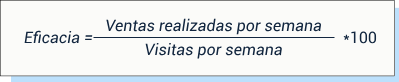 Ventas realizadas por semana
Eficacia = *100
Visitas por semana